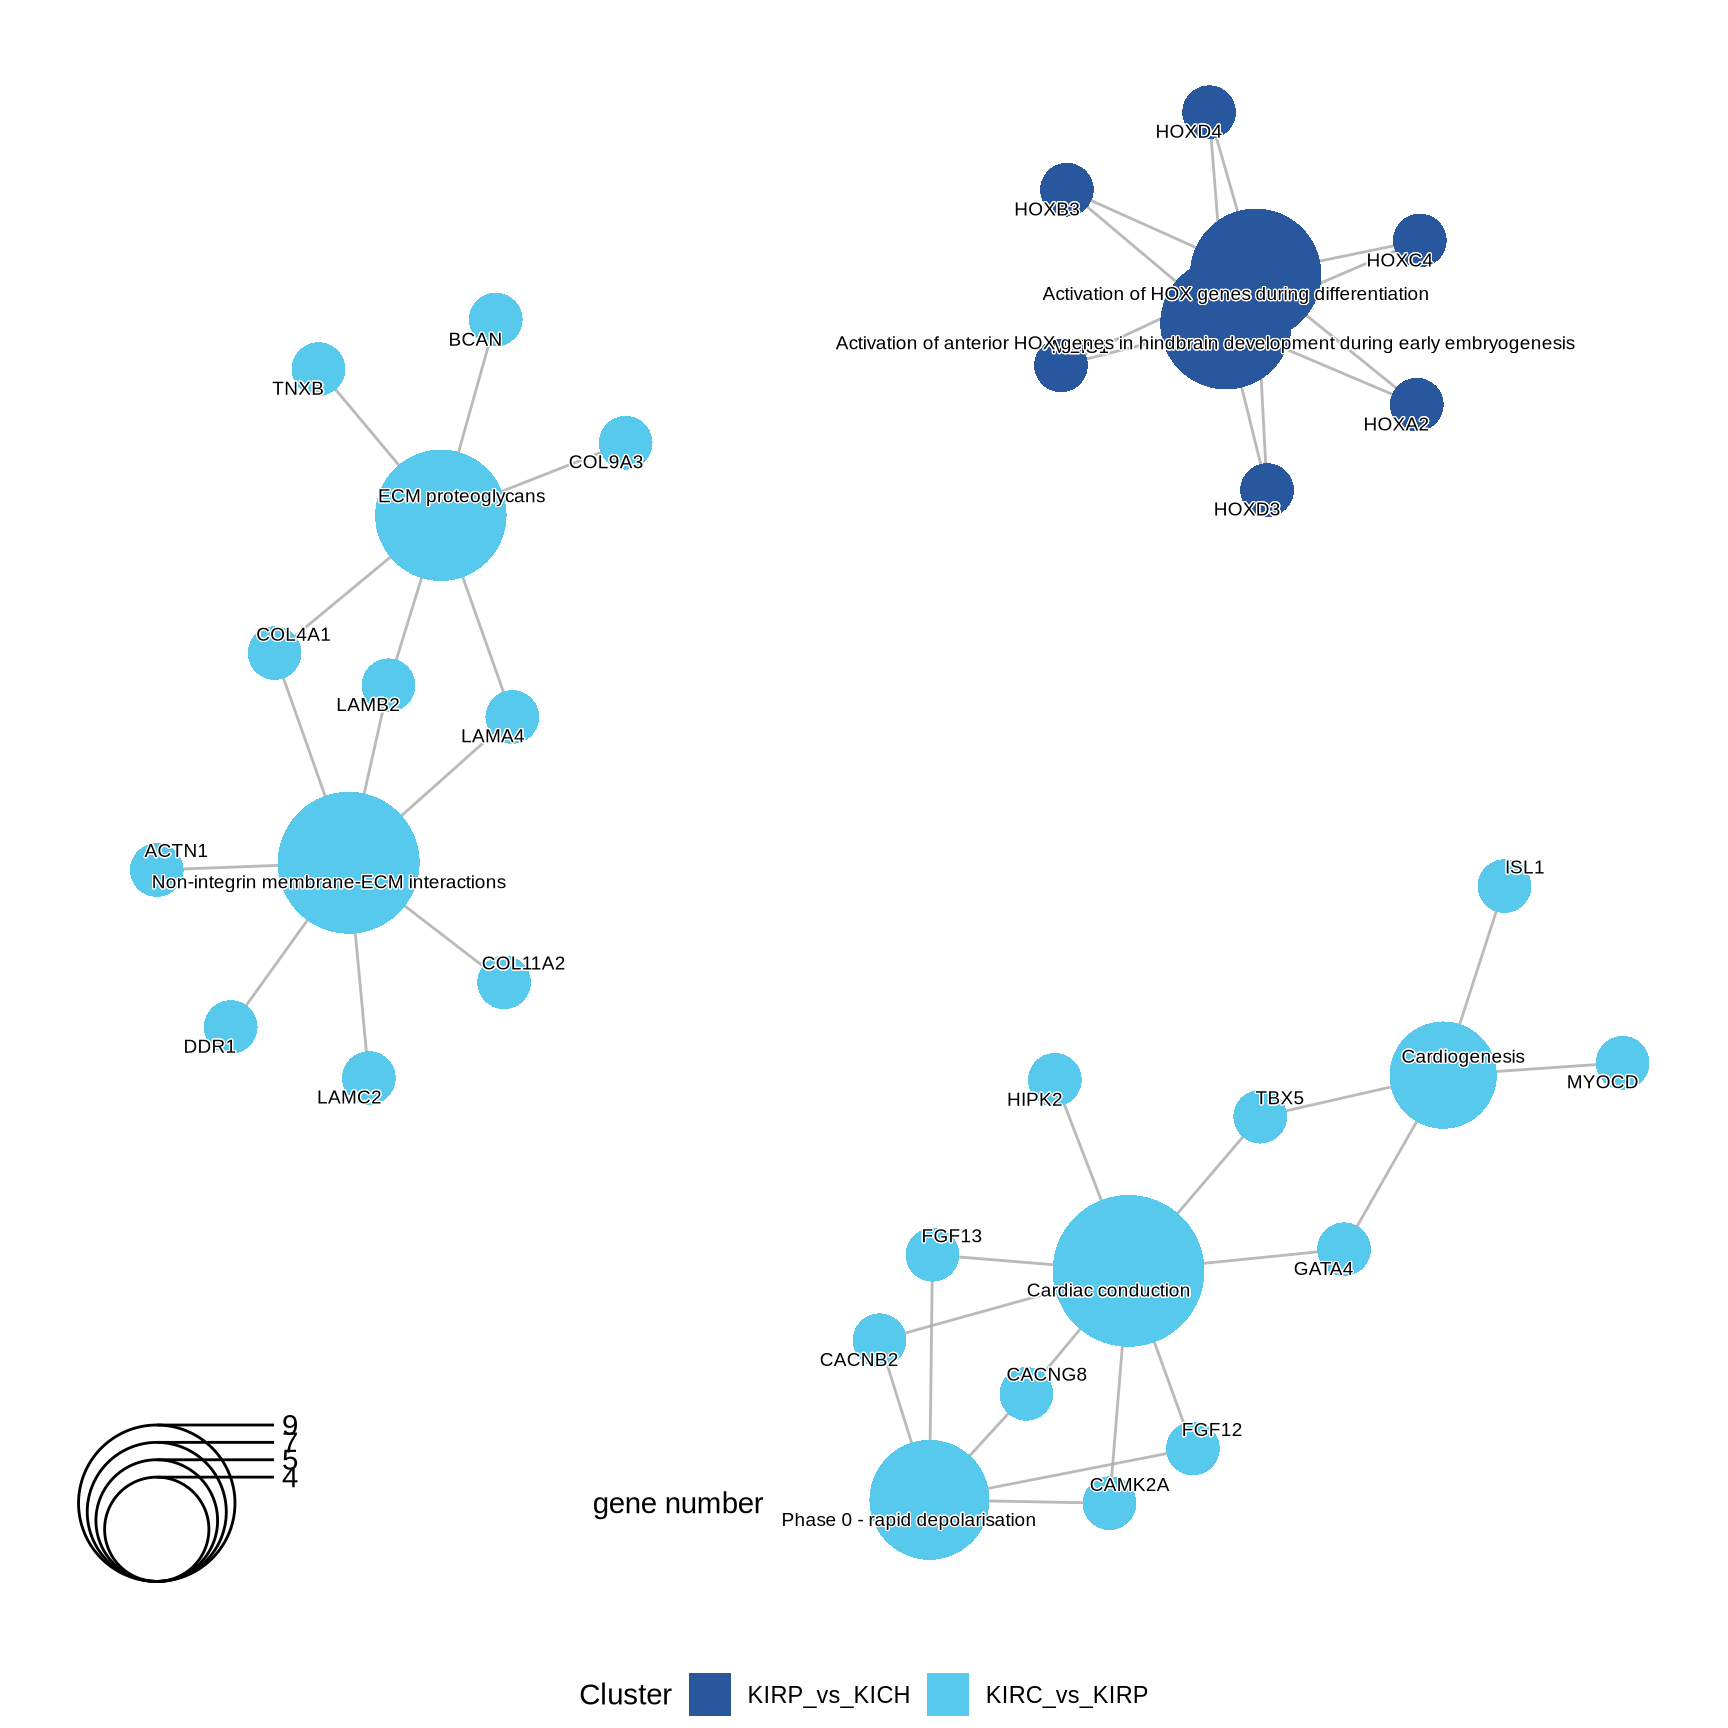 HOXD4
HOXB3
HOXC4
Activation of HOX genes during differentiation
Activation of anterior HOX genes in hindbrain development during early embryogenesis
HOXA2
HOXD3
BCAN
TNXB
COL9A3
ECM proteoglycans
COL4A1
LAMB2
LAMA4
ACTN1
Non-integrin membrane-ECM interactions
COL11A2
DDR1
LAMC2
ISL1
Cardiogenesis
MYOCD
HIPK2
TBX5
FGF13
GATA4
Cardiac conduction
CACNB2
CACNG8
FGF12
CAMK2A
Phase 0 - rapid depolarisation
9
7
5
4
gene number
Cluster KIRP_vs_KICH KIRC_vs_KIRP